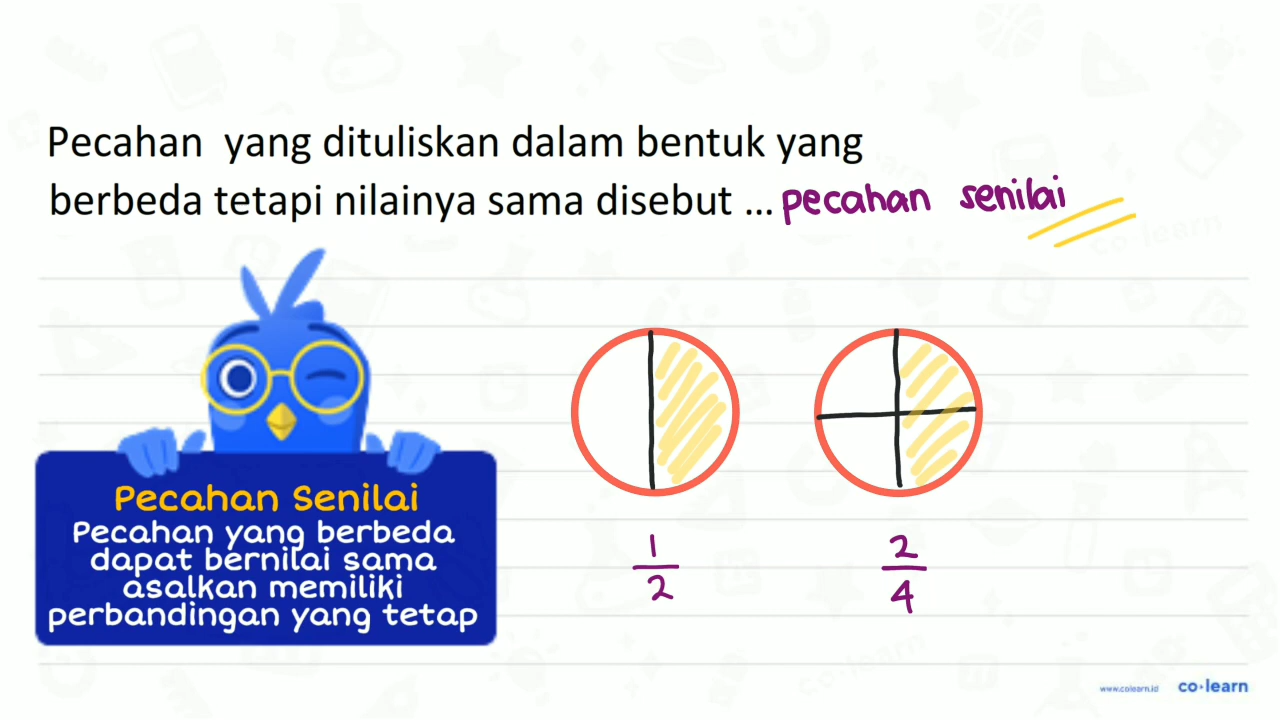 Pecahan yang dituliskan dalam bentuk yang
berbeda tetapi nilainya sama disebut ... pecahan senilai
Pecahan Senilai
Pecahan yang berbeda
dapat bernilai sama
asalkan memiliki
perbandingan yang tetap
1/2
2/4
www.colearn.id co•learn